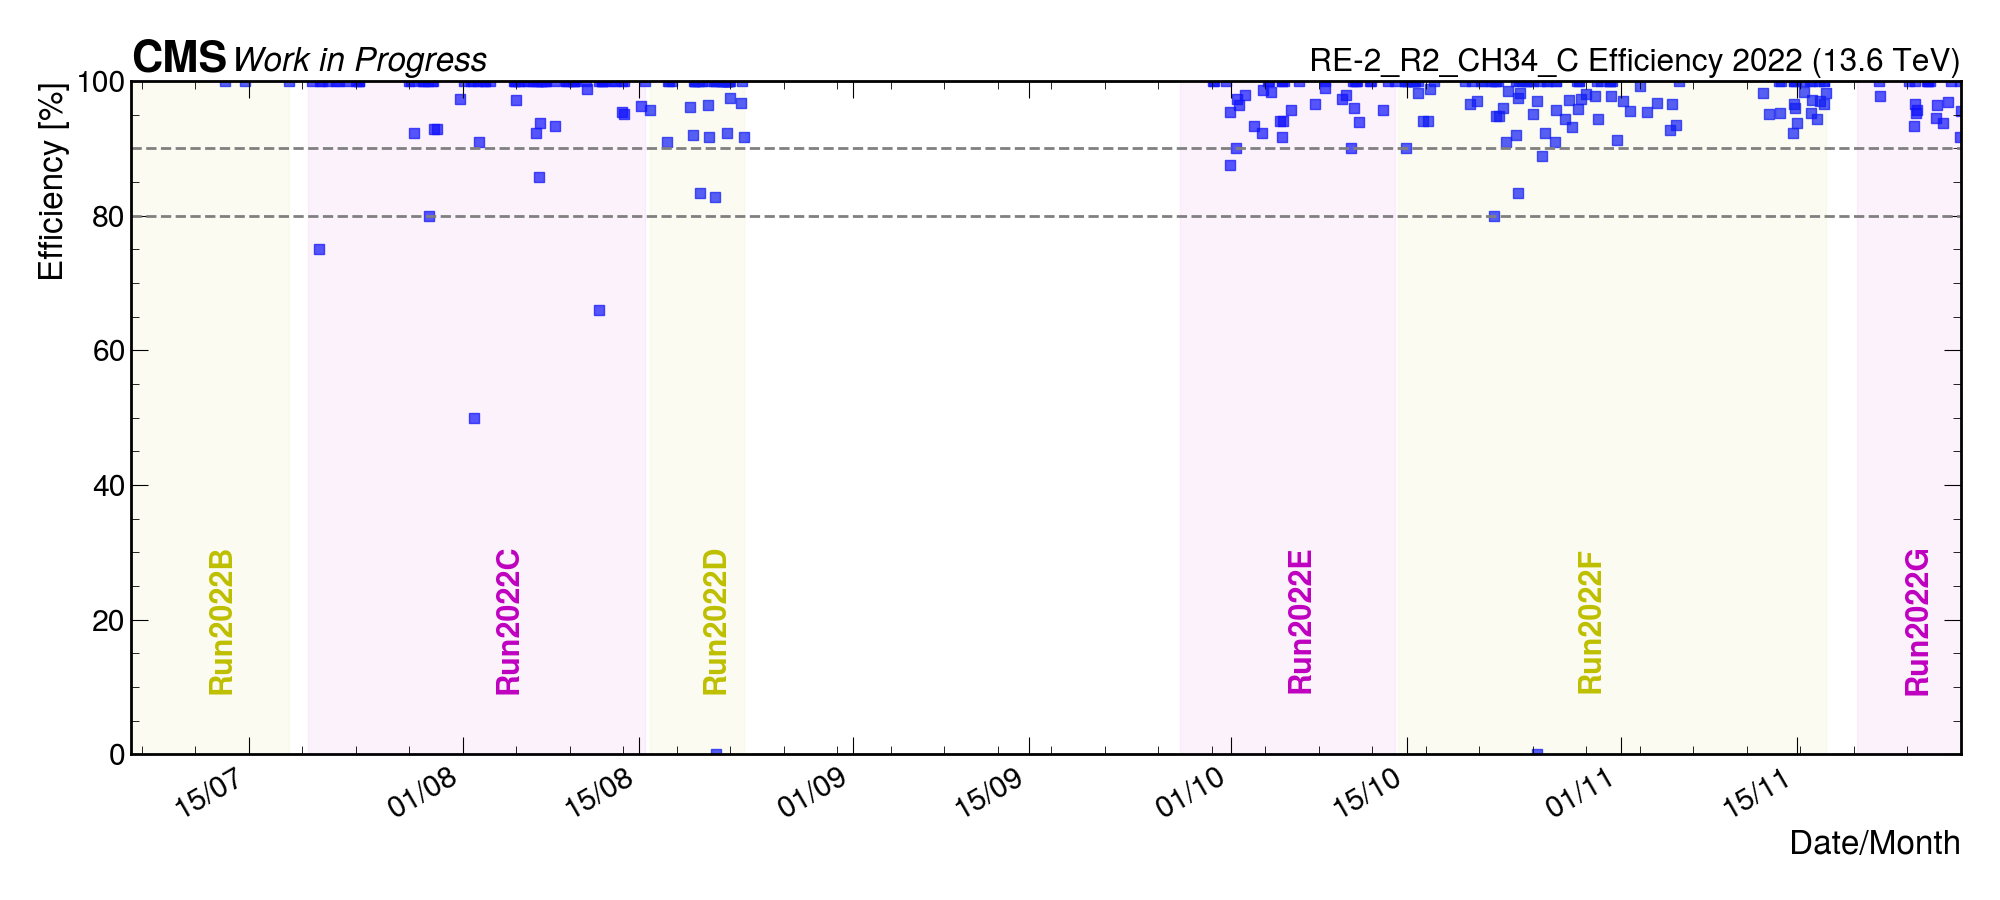 CMS Work in Progress
RE-2_R2_CH34_C Efficiency 2022 (13.6 TeV)
Efficiency [%]
100
80
60
40
20
0
Run2022B
Run2022C
Run2022D
Run2022E
Run2022F
Run2022G
15/07
01/08
15/08
01/09
15/09
01/10
15/10
01/11
15/11
Date/Month